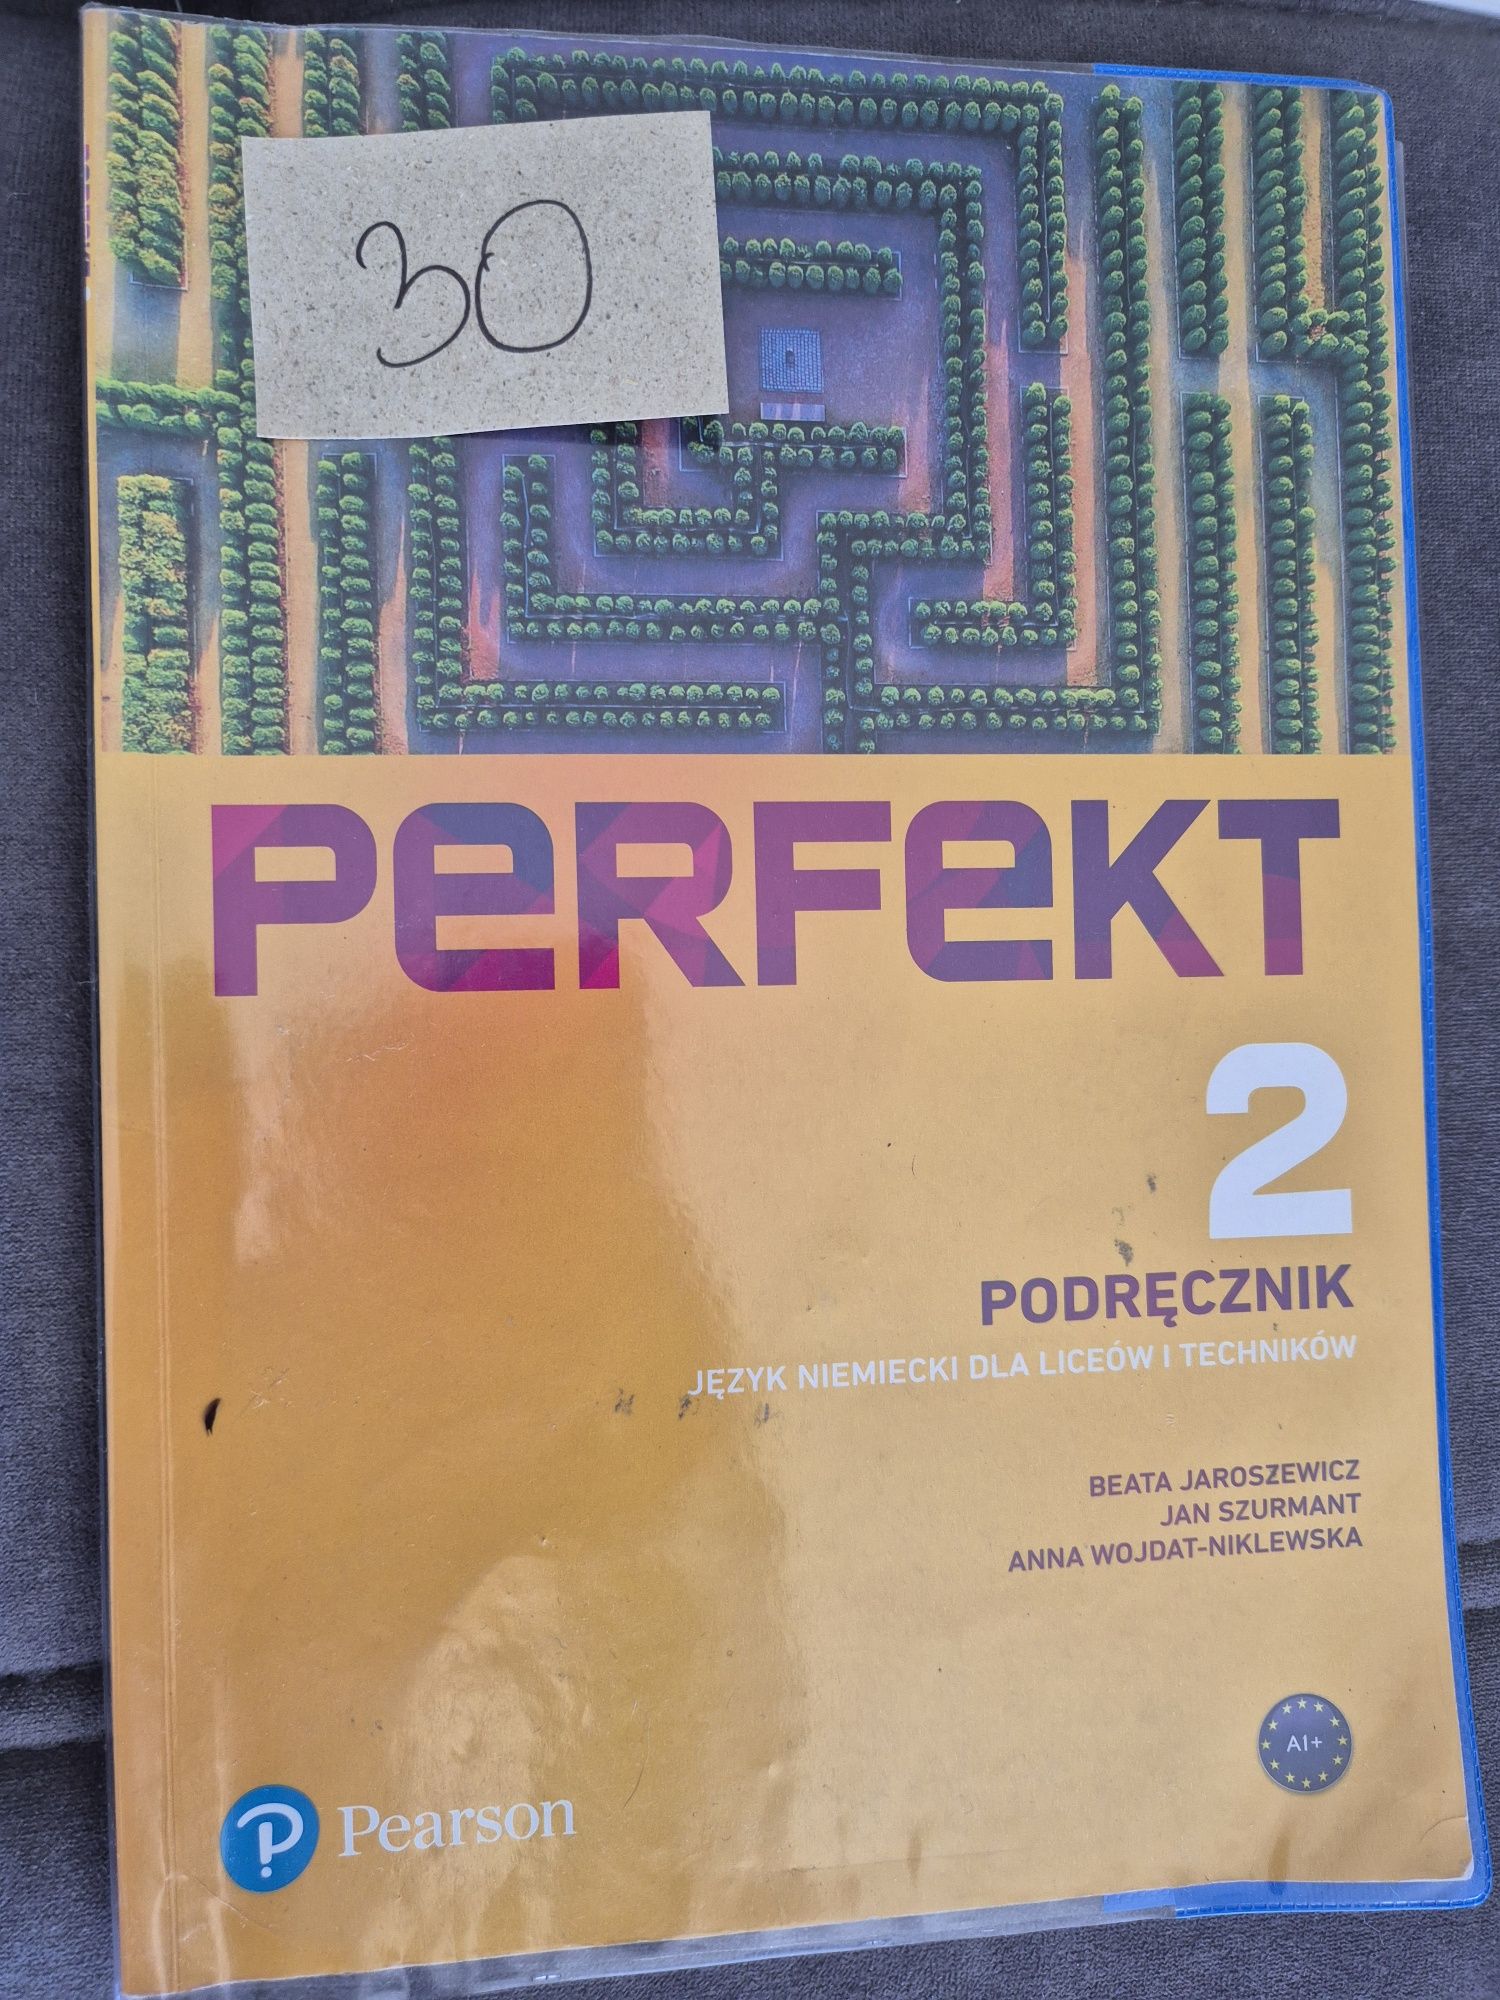 30
PERFEKT
2
PODRĘCZNIK
JĘZYK NIEMIECKI DLA LICEÓW I TECHNIKÓW
BEATA JAROSZEWICZ
JAN SZURMANT
ANNA WOJDAT-NIKLEWSKA
A1+
Pearson